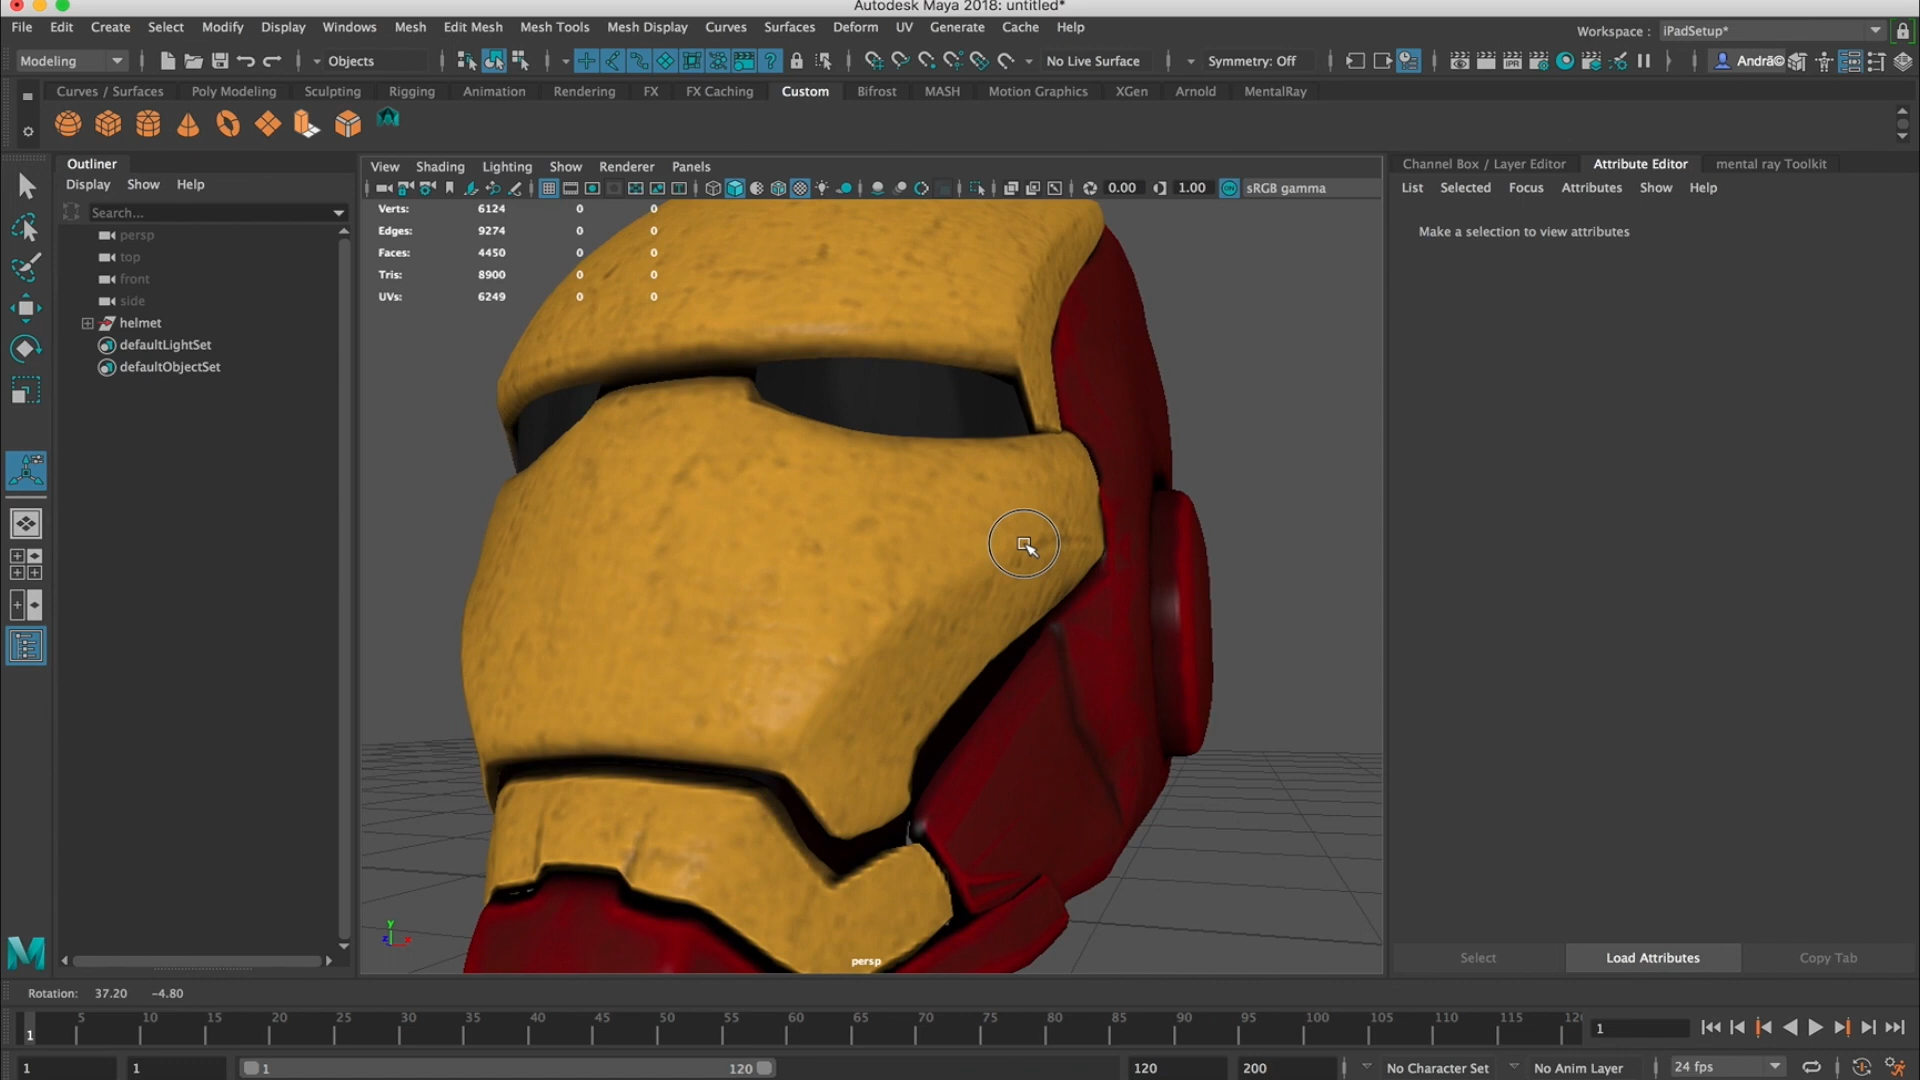 Autodesk Maya 2018: untitled*
File Edit Create Select Modify Display Windows Mesh Edit Mesh Mesh Tools Mesh Display Curves Surfaces Deform UV Generate Cache Help
Workspace : iPadSetup*
Modeling Objects No Live Surface Symmetry: Off IPR Andrã©
Curves / Surfaces Poly Modeling Sculpting Rigging Animation Rendering FX FX Caching Custom Bifrost MASH Motion Graphics XGen Arnold MentalRay
Outliner
Display Show Help
Search...
persp
top
front
side
helmet
defaultLightSet
defaultObjectSet
View Shading Lighting Show Renderer Panels
0.00 1.00 ON sRGB gamma
Verts: 6124 0 0
Edges: 9274 0 0
Faces: 4450 0 0
Tris: 8900 0 0
UVs: 6249 0 0
y
z x
persp
Channel Box / Layer Editor Attribute Editor mental ray Toolkit
List Selected Focus Attributes Show Help
Make a selection to view attributes
Select Load Attributes Copy Tab
M
Rotation: 37.20 -4.80
1 5 10 15 20 25 30 35 40 45 50 55 60 65 70 75 80 85 90 95 100 105 110 115 12 1
1 1 1 120 120 200 No Character Set No Anim Layer 24 fps